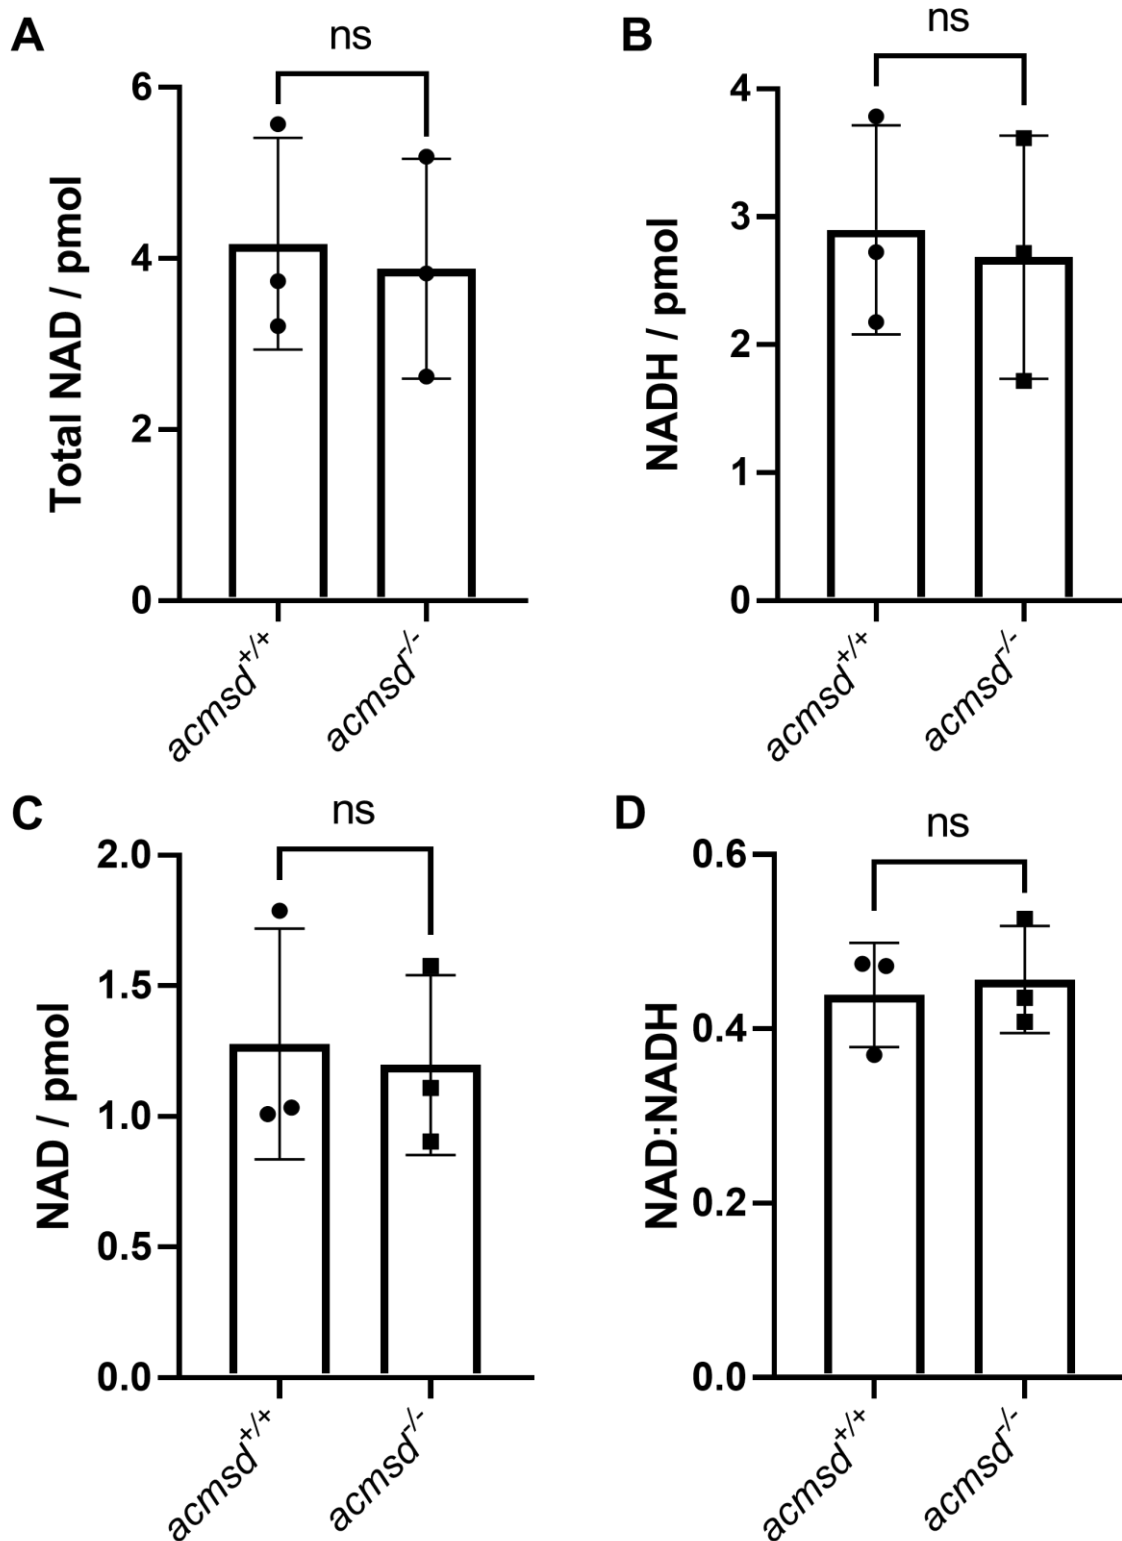 A
ns
Total NAD / pmol
6
4
2
0
acmsd+/+
acmsd-/-
B
ns
NADH / pmol
4
3
2
1
0
acmsd+/+
acmsd-/-
C
ns
NAD / pmol
2.0
1.5
1.0
0.5
0.0
acmsd+/+
acmsd-/-
D
ns
NAD:NADH
0.6
0.4
0.2
0.0
acmsd+/+
acmsd-/-